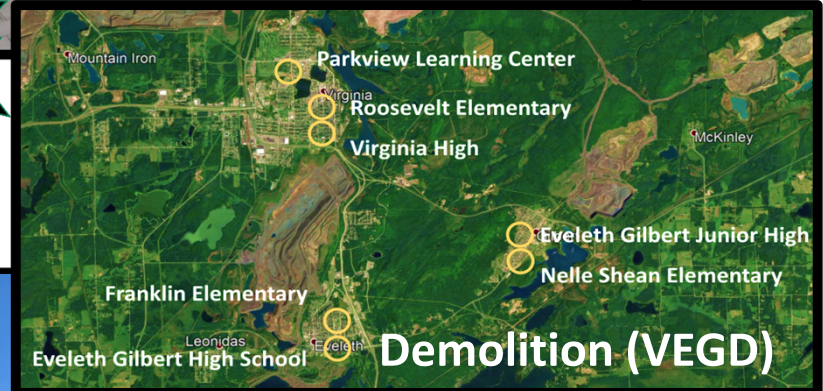 Mountain Iron
Parkview Learning Center
Virginia
Roosevelt Elementary
Virginia High
McKinley
Eveleth Gilbert Junior High
Nelle Shean Elementary
Franklin Elementary
Leonidas
Eveleth
Eveleth Gilbert High School
Demolition (VEGD)